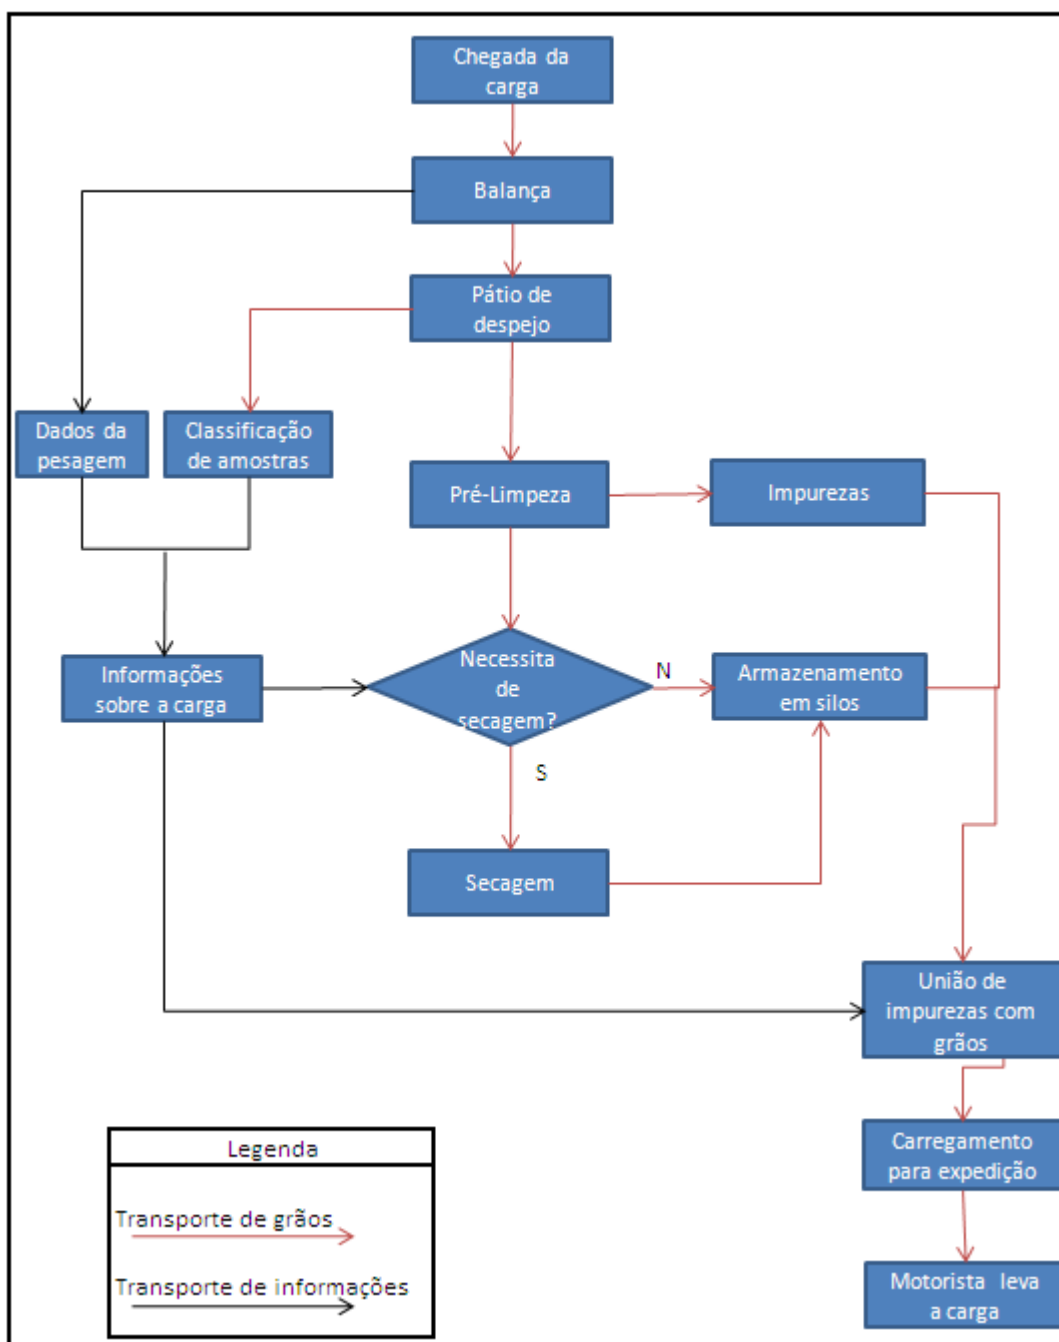 Chegada da
carga
Balança
Pátio de
despejo
Dados da
pesagem
Classificação
de amostras
Pré-Limpeza
Impurezas
Informações
sobre a carga
Necessita
de
secagem?
N
Armazenamento
em silos
S
Secagem
União de
impurezas com
grãos
Carregamento
para expedição
Motorista leva
a carga
Legenda
Transporte de grãos
Transporte de informações